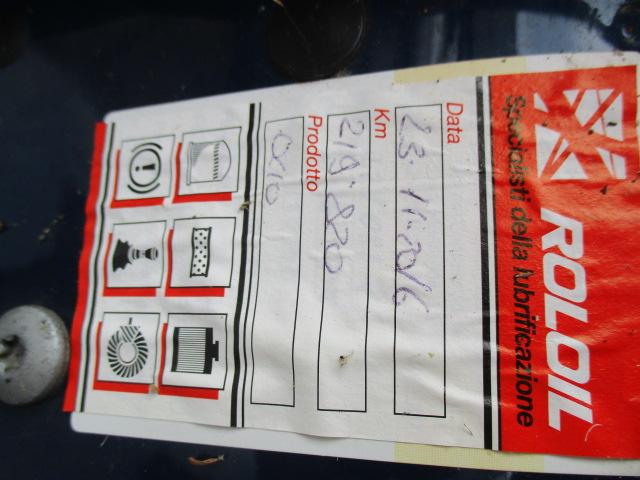 ROLOIL
Specialisti della lubrificazione
Data
23·11·2016
Km
219·820
Prodotto
OLIO